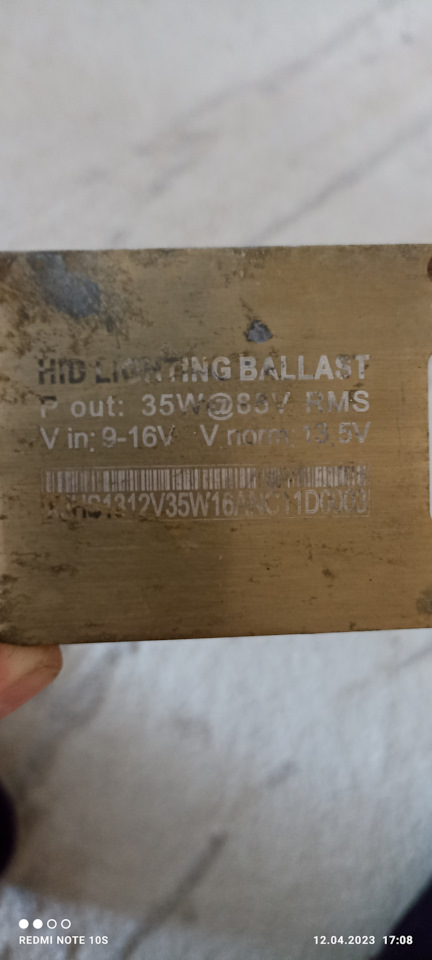 HID LIGHTING BALLAST
P out: 35W@85V RMS
V in: 9-16V V norm: 13.5V
REDMI NOTE 10S
12.04.2023 17:08